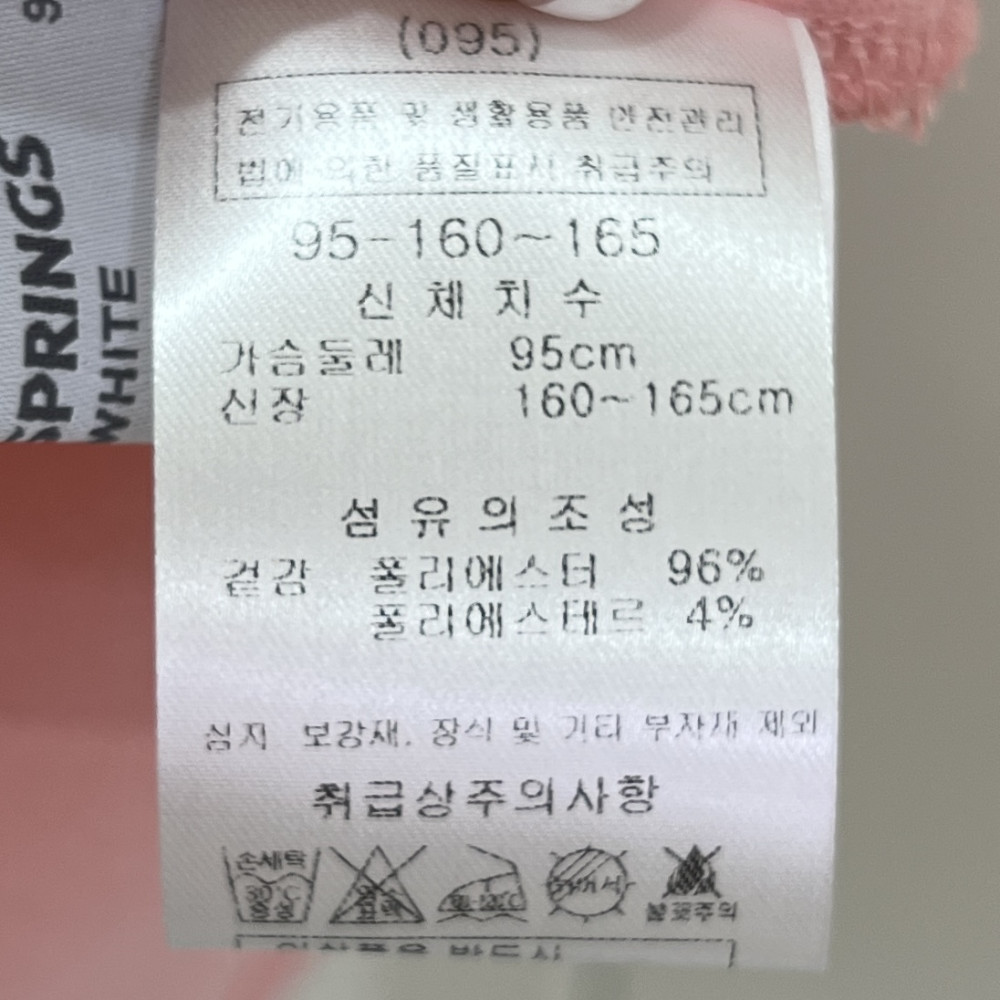 (095)
전기용품 및 생활용품 안전관리
법에 의한 품질표시 취급주의
95-160~165
신체치수
가슴둘레 95cm
신장 160~165cm
섬유의조성
겉감 폴리에스터 96%
폴리에스테르 4%
심지 보강재, 장식 및 기타 부자재 제외
취급상주의사항
손세탁
30℃
중성
불꽃주의
SPRINGS
WHITE